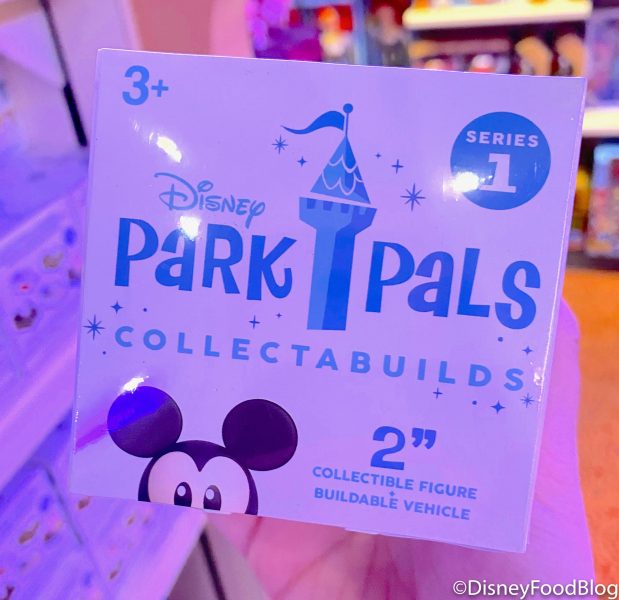 3+
SERIES
1
Disney
PARK PALS
COLLECTABUILDS
2”
COLLECTIBLE FIGURE
+
BUILDABLE VEHICLE
©DisneyFoodBlog